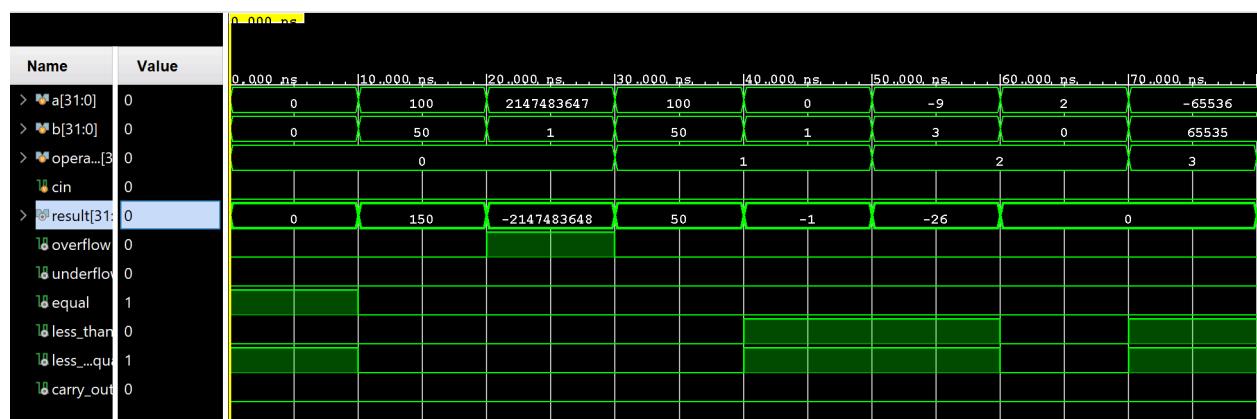 0.000 ns
Name Value
0.000 ns 10.000 ns 20.000 ns 30.000 ns 40.000 ns 50.000 ns 60.000 ns 70.000 ns
> a[31:0] 0 0 100 2147483647 100 0 -9 2 -65536
> b[31:0] 0 0 50 1 50 1 3 0 65535
> opera...[3 0 0 1 2 3
cin 0
> result[31: 0 0 150 -2147483648 50 -1 -26 0
overflow 0
underflow 0
equal 1
less_than 0
less_...qua 1
carry_out 0